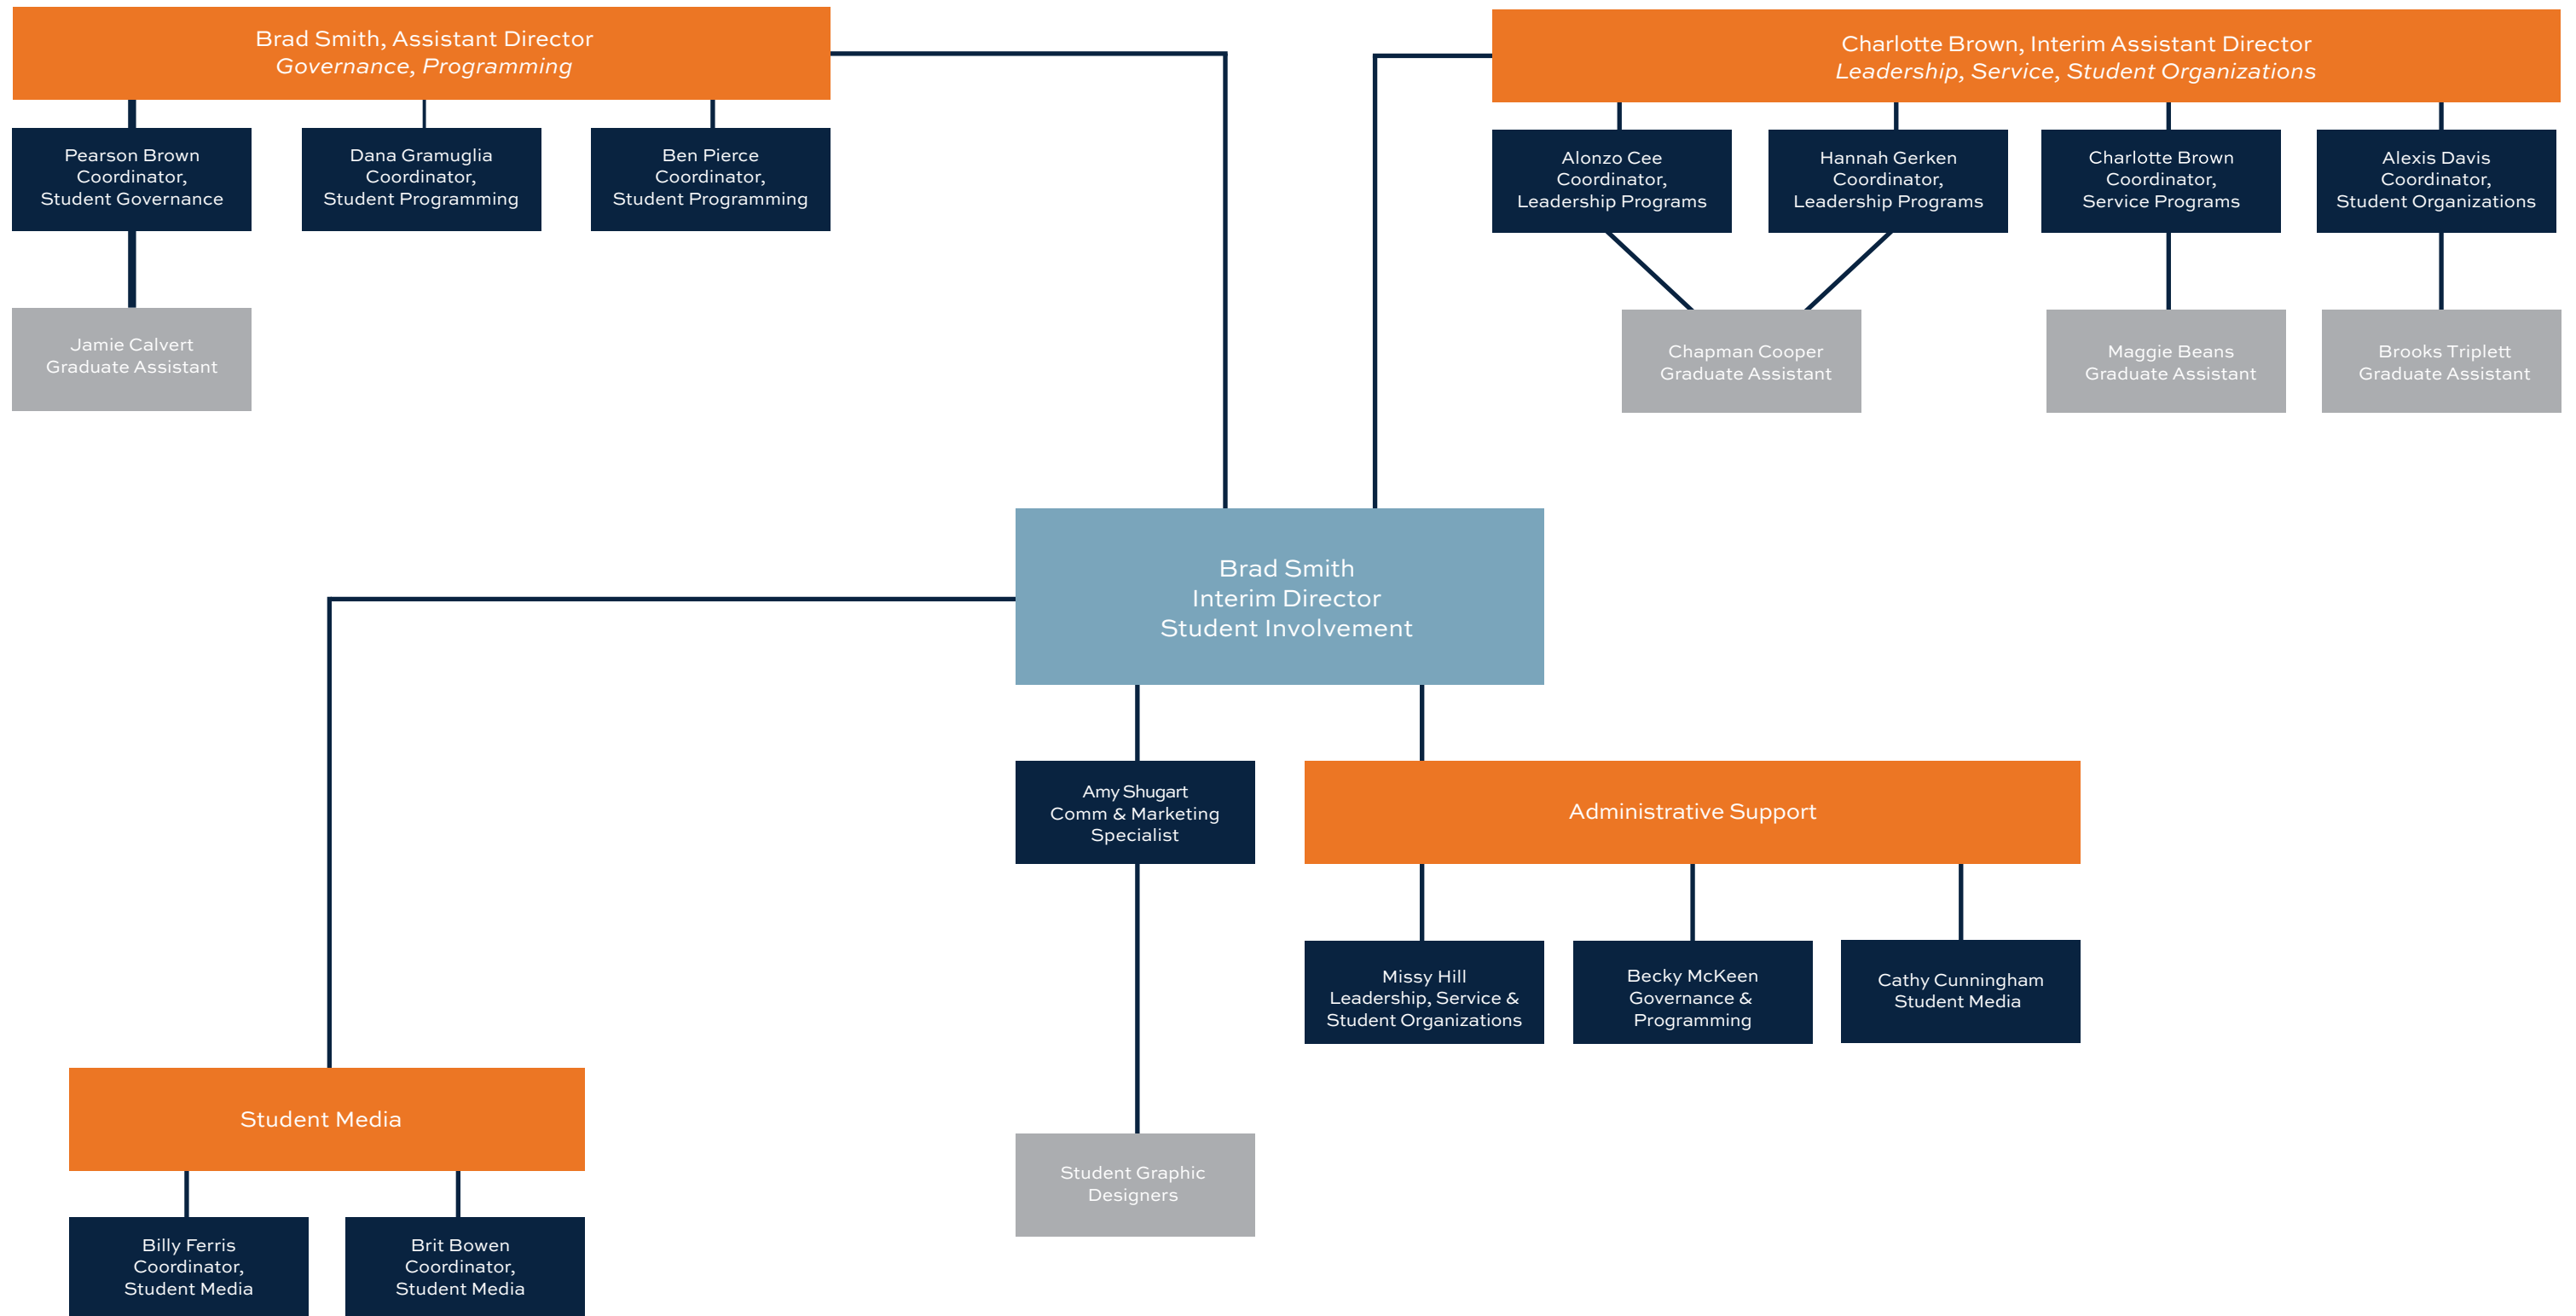 Brad Smith, Assistant Director
Governance, Programming
Charlotte Brown, Interim Assistant Director
Leadership, Service, Student Organizations
Pearson Brown
Coordinator,
Student Governance
Dana Gramuglia
Coordinator,
Student Programming
Ben Pierce
Coordinator,
Student Programming
Alonzo Cee
Coordinator,
Leadership Programs
Hannah Gerken
Coordinator,
Leadership Programs
Charlotte Brown
Coordinator,
Service Programs
Alexis Davis
Coordinator,
Student Organizations
Jamie Calvert
Graduate Assistant
Chapman Cooper
Graduate Assistant
Maggie Beans
Graduate Assistant
Brooks Triplett
Graduate Assistant
Brad Smith
Interim Director
Student Involvement
Amy Shugart
Comm & Marketing
Specialist
Administrative Support
Missy Hill
Leadership, Service &
Student Organizations
Becky McKeen
Governance &
Programming
Cathy Cunningham
Student Media
Student Media
Student Graphic
Designers
Billy Ferris
Coordinator,
Student Media
Brit Bowen
Coordinator,
Student Media